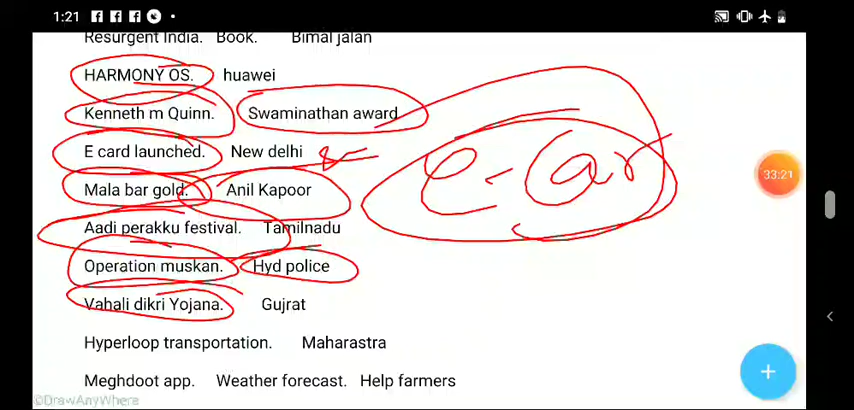 1:21
Resurgent India. Book. Bimal jalan
HARMONY OS. huawei
Kenneth m Quinn. Swaminathan award
E card launched. New delhi
e-Car
Mala bar gold. Anil Kapoor
33:21
Aadi perakku festival. Tamilnadu
Operation muskan. Hyd police
Vahali dikri Yojana. Gujrat
Hyperloop transportation. Maharastra
Meghdoot app. Weather forecast. Help farmers
©DrawAnyWhere